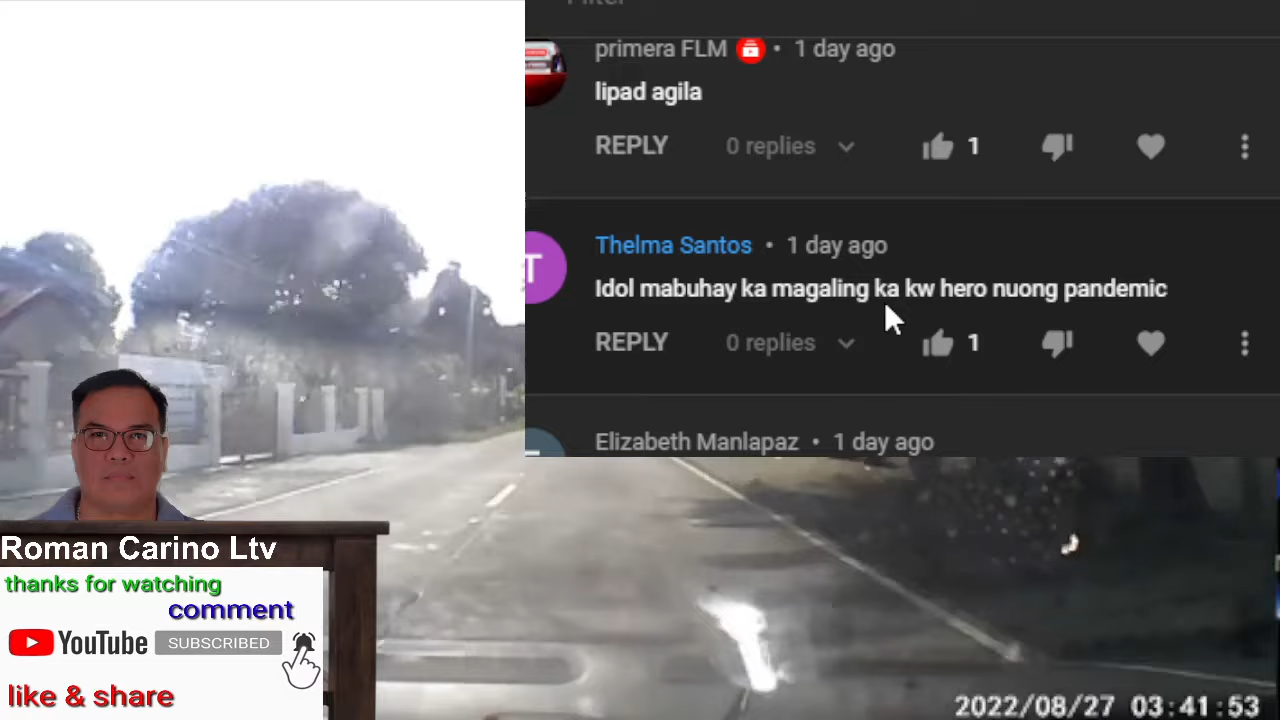 primera FLM • 1 day ago
lipad agila
REPLY 0 replies 1
T
Thelma Santos • 1 day ago
Idol mabuhay ka magaling ka kw hero nuong pandemic
REPLY 0 replies 1
Elizabeth Manlapaz • 1 day ago
Roman Carino Ltv
thanks for watching
comment
YouTube SUBSCRIBED
like & share
2022/08/27 03:41:53